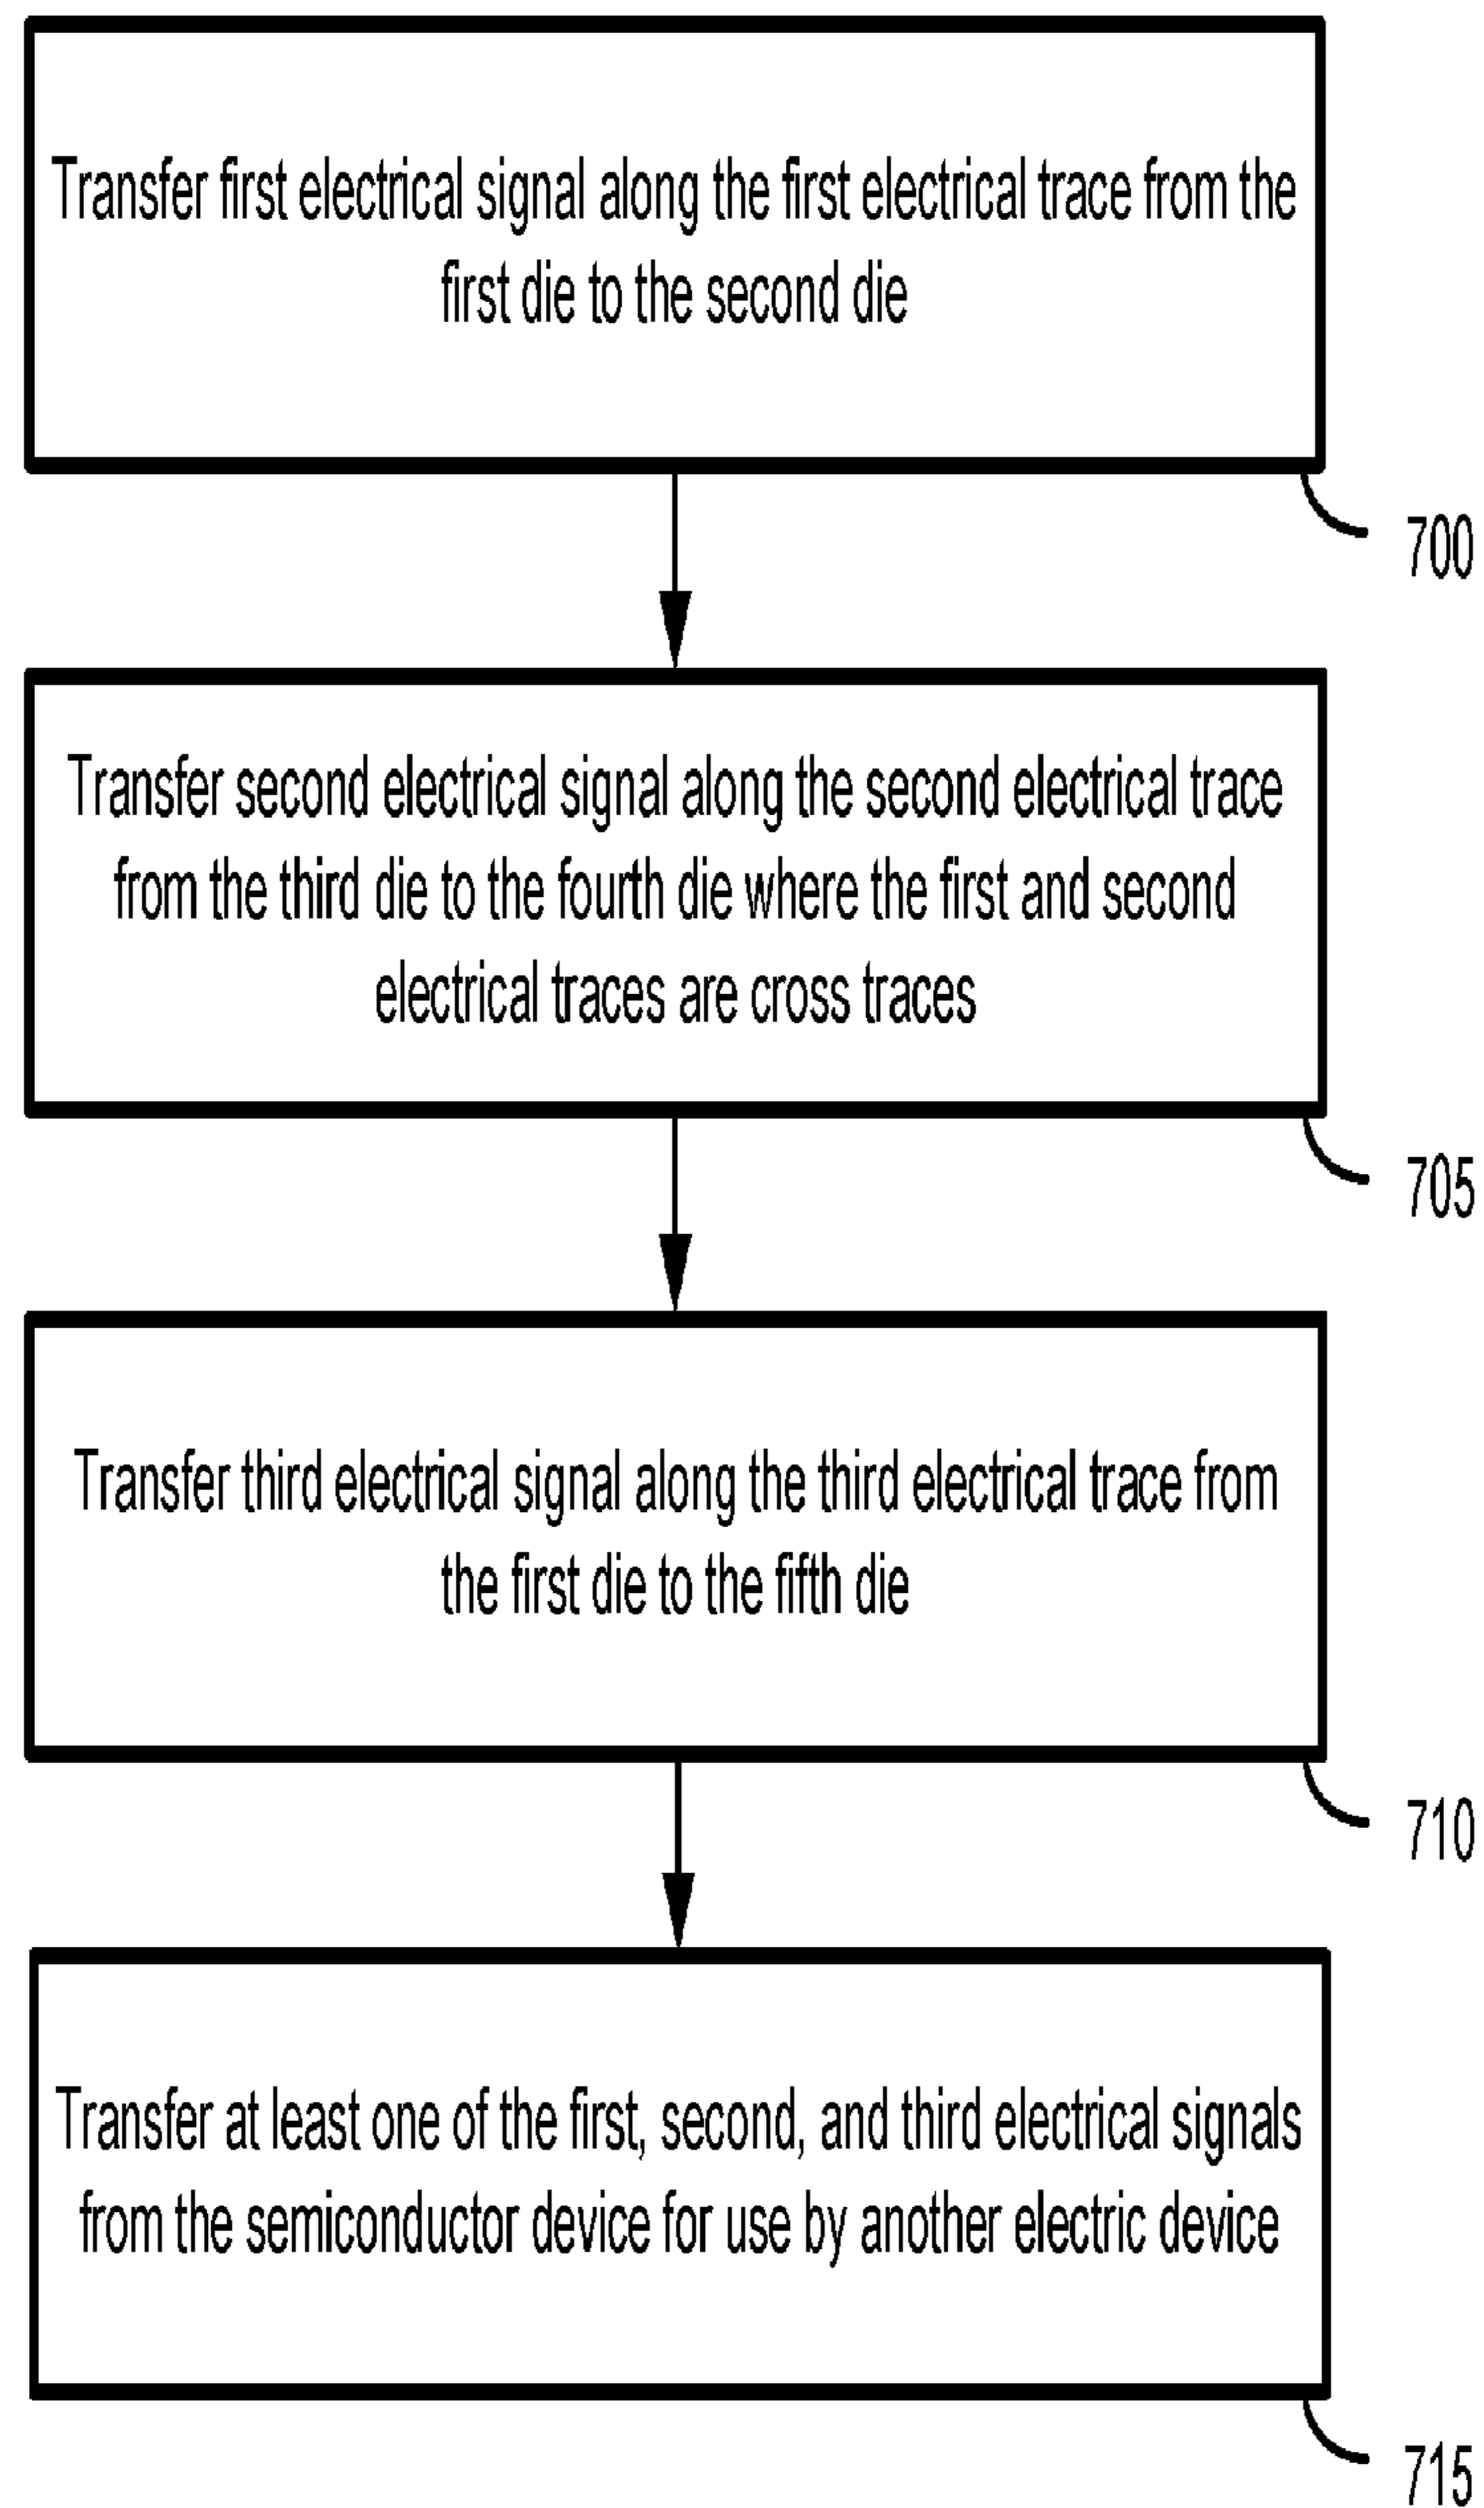 Transfer first electrical signal along the first electrical trace from the
first die to the second die
700
Transfer second electrical signal along the second electrical trace
from the third die to the fourth die where the first and second
electrical traces are cross traces
705
Transfer third electrical signal along the third electrical trace from
the first die to the fifth die
710
Transfer at least one of the first, second, and third electrical signals
from the semiconductor device for use by another electric device
715